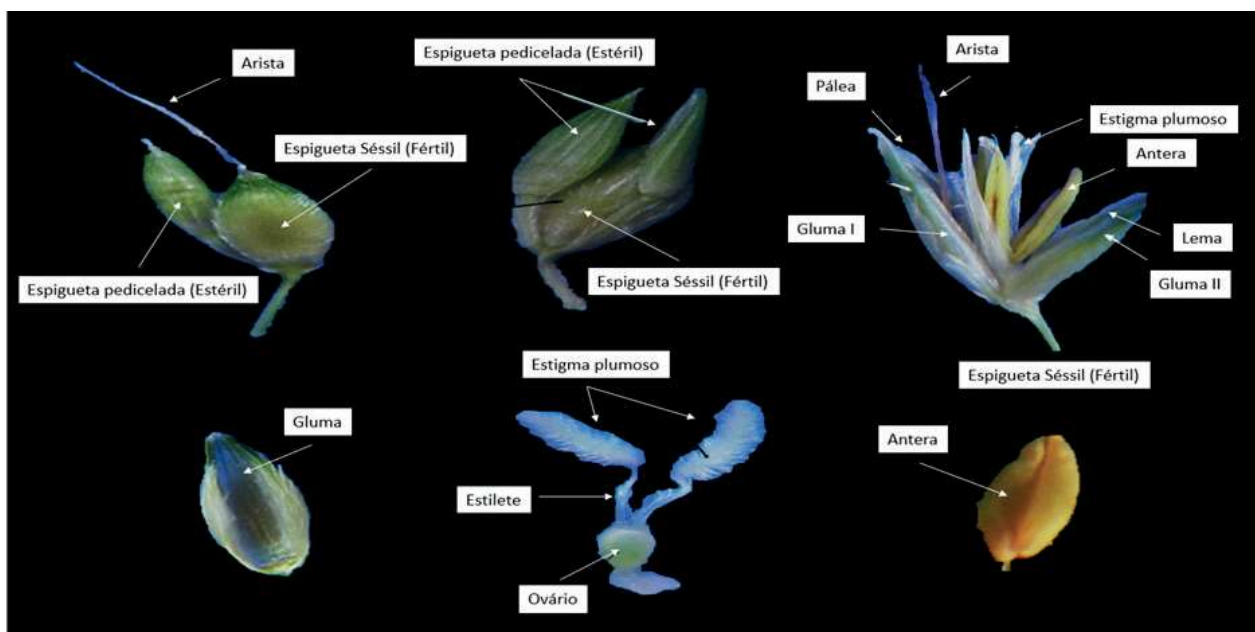 Arista
Espigueta Séssil (Fértil)
Espigueta pedicelada (Estéril)
Espigueta pedicelada (Estéril)
Espigueta Séssil (Fértil)
Arista
Pálea
Estigma plumoso
Antera
Gluma I
Lema
Gluma II
Espigueta Séssil (Fértil)
Gluma
Estigma plumoso
Estilete
Ovário
Antera